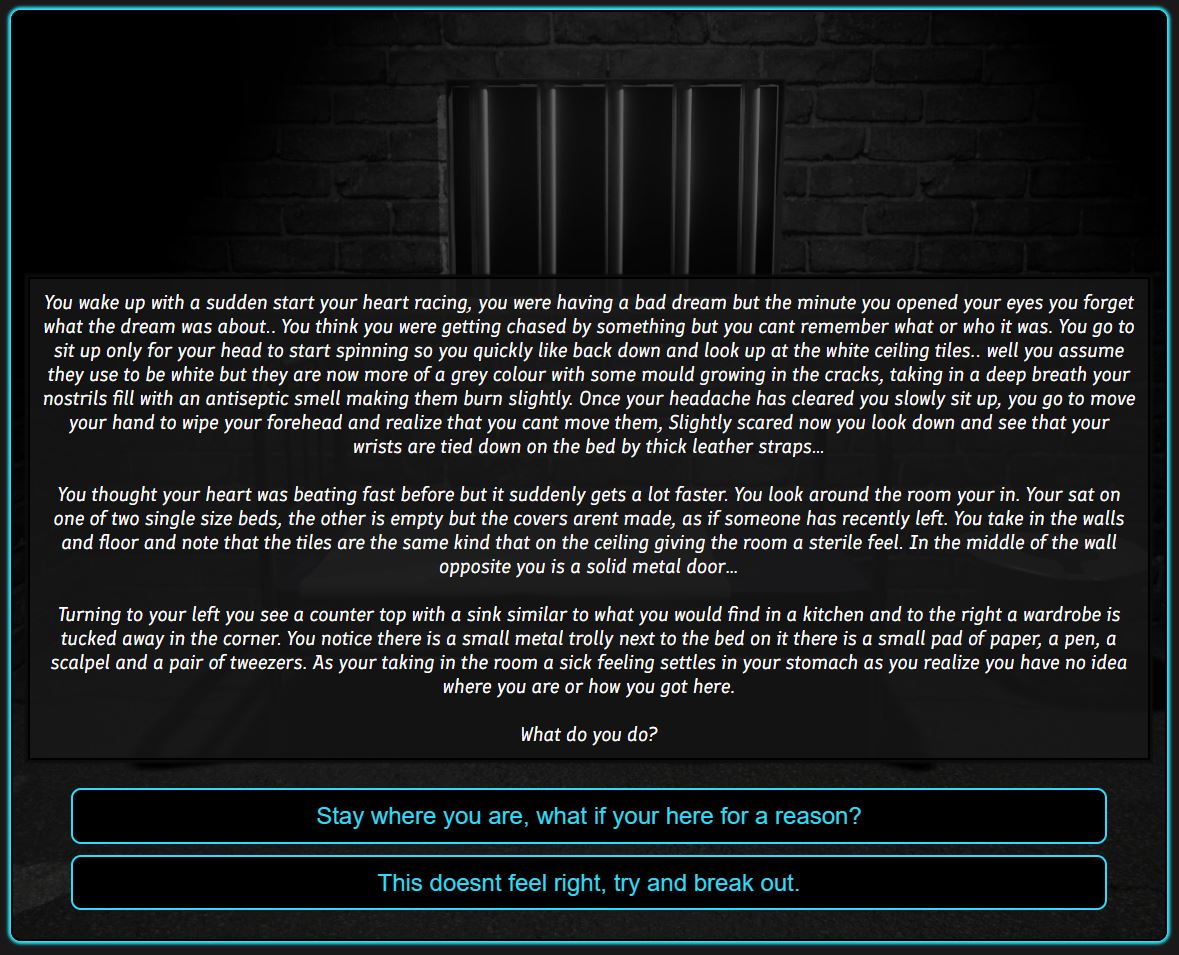 You wake up with a sudden start your heart racing, you were having a bad dream but the minute you opened your eyes you forget
what the dream was about.. You think you were getting chased by something but you cant remember what or who it was. You go to
sit up only for your head to start spinning so you quickly like back down and look up at the white ceiling tiles.. well you assume
they use to be white but they are now more of a grey colour with some mould growing in the cracks, taking in a deep breath your
nostrils fill with an antiseptic smell making them burn slightly. Once your headache has cleared you slowly sit up, you go to move
your hand to wipe your forehead and realize that you cant move them, Slightly scared now you look down and see that your
wrists are tied down on the bed by thick leather straps...
You thought your heart was beating fast before but it suddenly gets a lot faster. You look around the room your in. Your sat on
one of two single size beds, the other is empty but the covers arent made, as if someone has recently left. You take in the walls
and floor and note that the tiles are the same kind that on the ceiling giving the room a sterile feel. In the middle of the wall
opposite you is a solid metal door...
Turning to your left you see a counter top with a sink similar to what you would find in a kitchen and to the right a wardrobe is
tucked away in the corner. You notice there is a small metal trolly next to the bed on it there is a small pad of paper, a pen, a
scalpel and a pair of tweezers. As your taking in the room a sick feeling settles in your stomach as you realize you have no idea
where you are or how you got here.
What do you do?
Stay where you are, what if your here for a reason?
This doesnt feel right, try and break out.